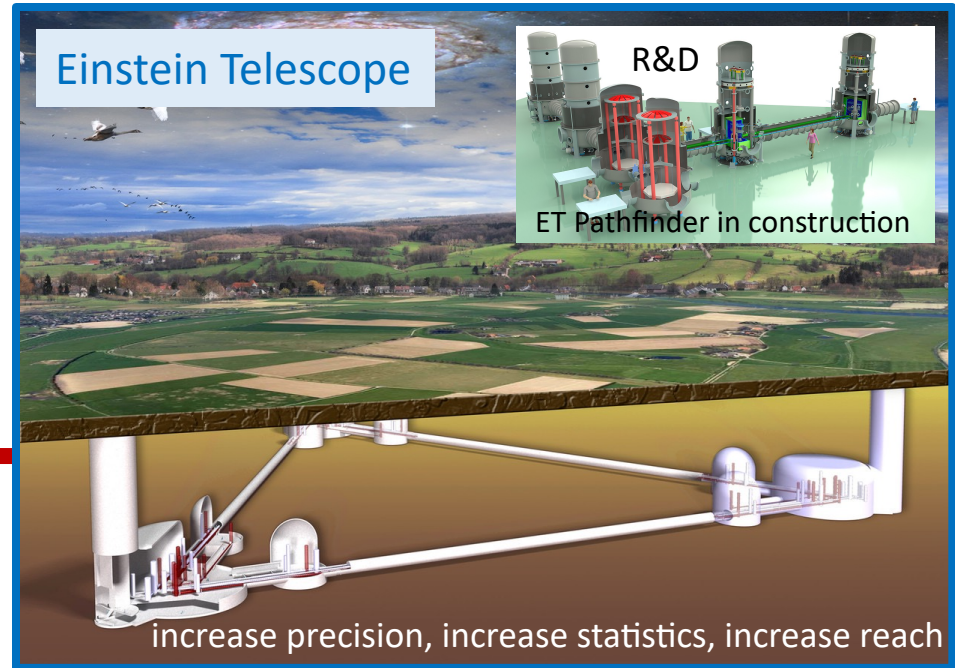 Einstein Telescope
R&D
ET Pathfinder in construction
increase precision, increase statistics, increase reach